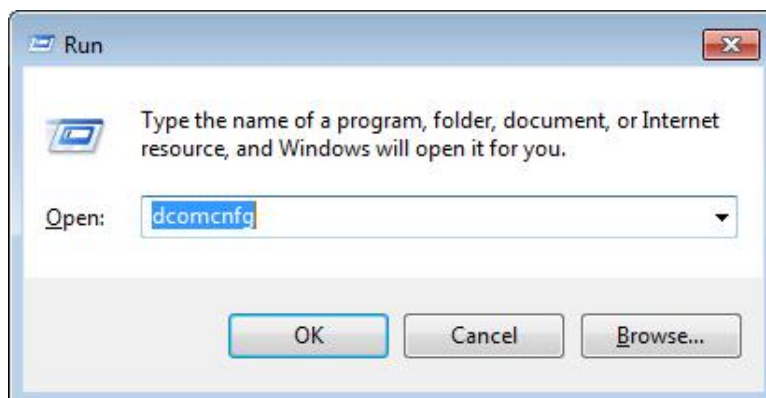 Run
Type the name of a program, folder, document, or Internet
resource, and Windows will open it for you.
Open: dcomcnfg
OK Cancel Browse...